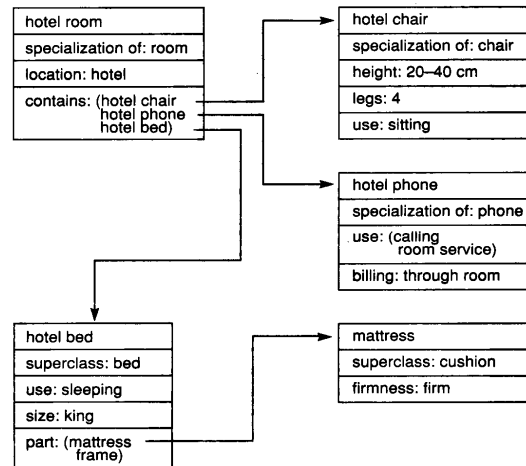 hotel room
specialization of: room
location: hotel
contains: (hotel chair
hotel phone
hotel bed)
hotel chair
specialization of: chair
height: 20–40 cm
legs: 4
use: sitting
hotel phone
specialization of: phone
use: (calling
room service)
billing: through room
hotel bed
superclass: bed
use: sleeping
size: king
part: (mattress
frame)
mattress
superclass: cushion
firmness: firm